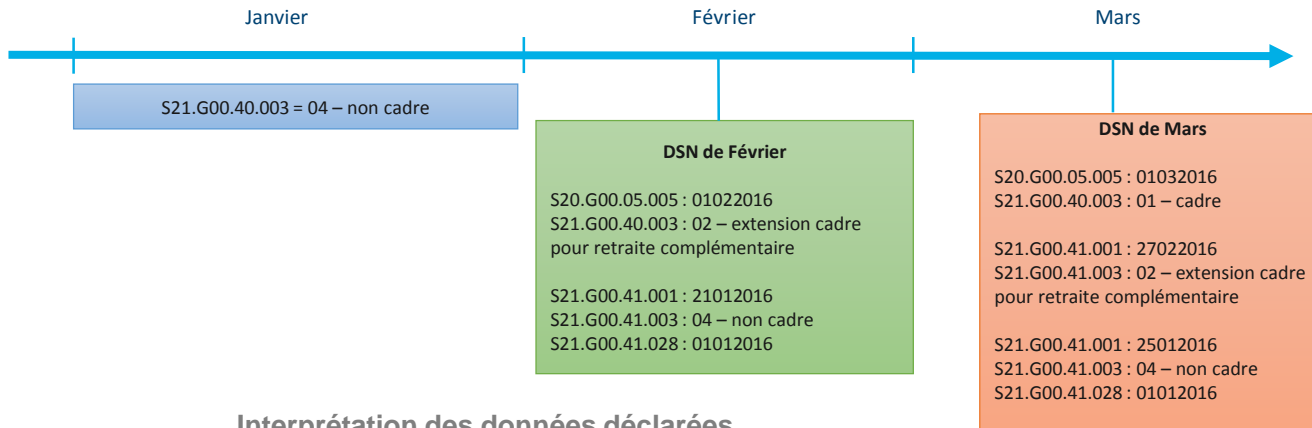 Janvier
Février
Mars
S21.G00.40.003 = 04 – non cadre
DSN de Février
S20.G00.05.005 : 01022016
S21.G00.40.003 : 02 – extension cadre
pour retraite complémentaire
S21.G00.41.001 : 21012016
S21.G00.41.003 : 04 – non cadre
S21.G00.41.028 : 01012016
DSN de Mars
S20.G00.05.005 : 01032016
S21.G00.40.003 : 01 – cadre
S21.G00.41.001 : 27022016
S21.G00.41.003 : 02 – extension cadre
pour retraite complémentaire
S21.G00.41.001 : 25012016
S21.G00.41.003 : 04 – non cadre
S21.G00.41.028 : 01012016
Interprétation des données déclarées